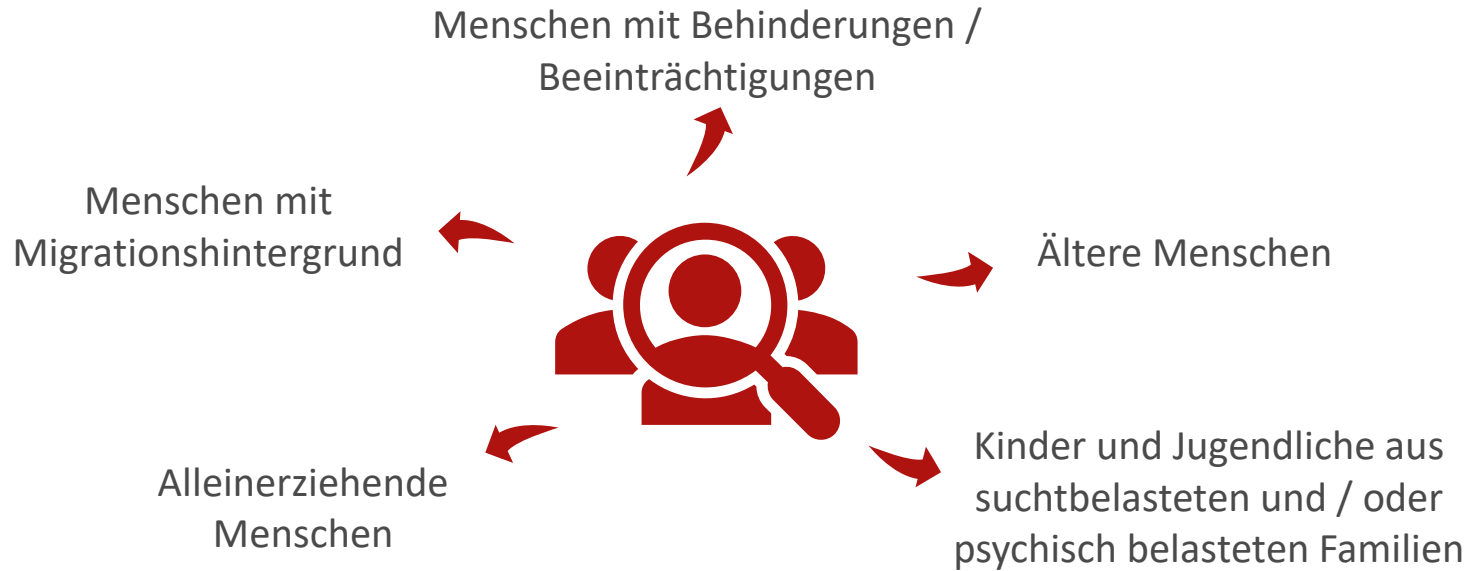 Menschen mit Behinderungen /
Beeinträchtigungen
Menschen mit
Migrationshintergrund
Ältere Menschen
Alleinerziehende
Menschen
Kinder und Jugendliche aus
suchtbelasteten und / oder
psychisch belasteten Familien